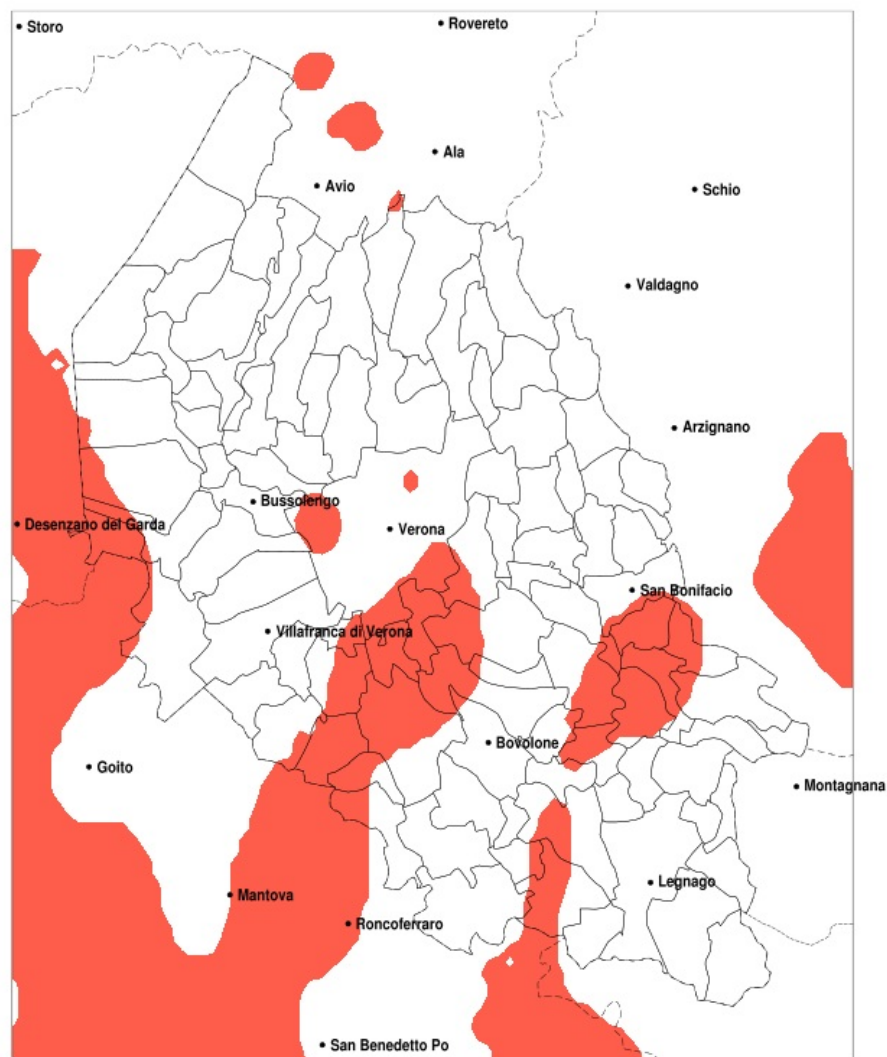 Storo
Rovereto
Ala
Avio
Schio
Valdagno
Arzignano
Bussolengo
Desenzano del Garda
Verona
San Bonifacio
Villafranca di Verona
Bovolone
Goito
Montagnana
Legnago
Mantova
Roncoferraro
San Benedetto Po